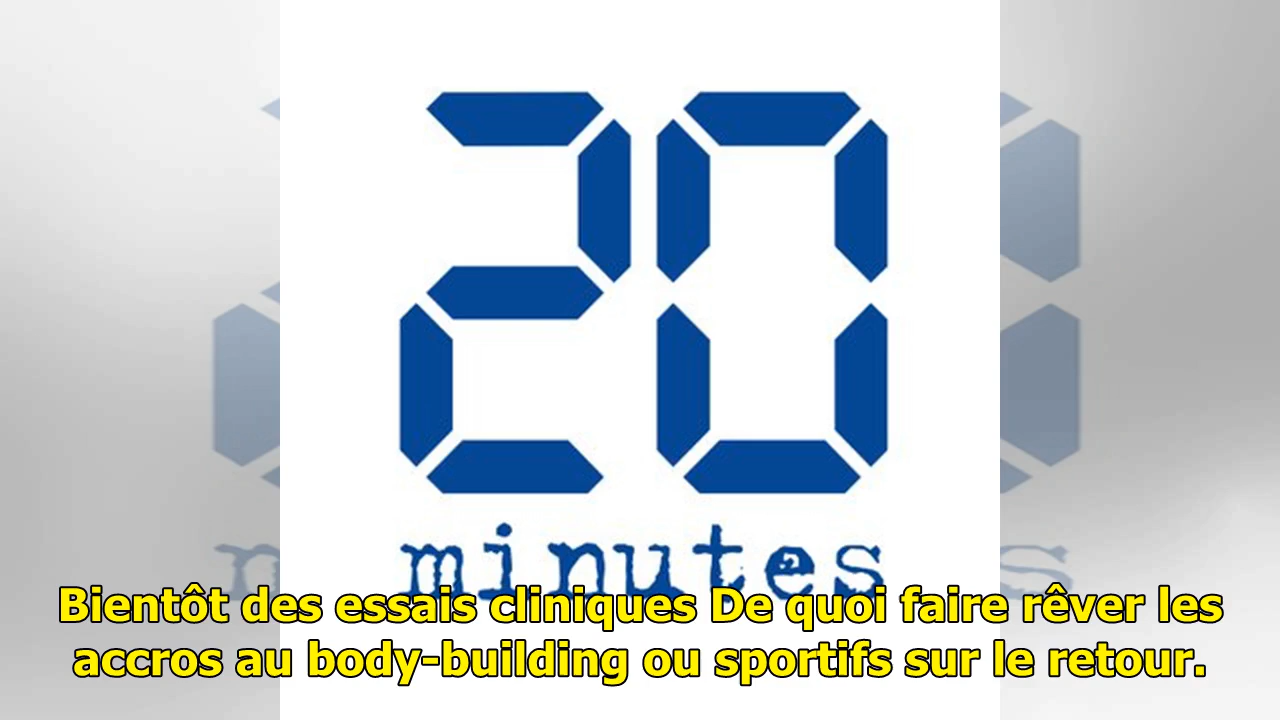 20
minutes
Bientôt des essais cliniques De quoi faire rêver les
accros au body-building ou sportifs sur le retour.